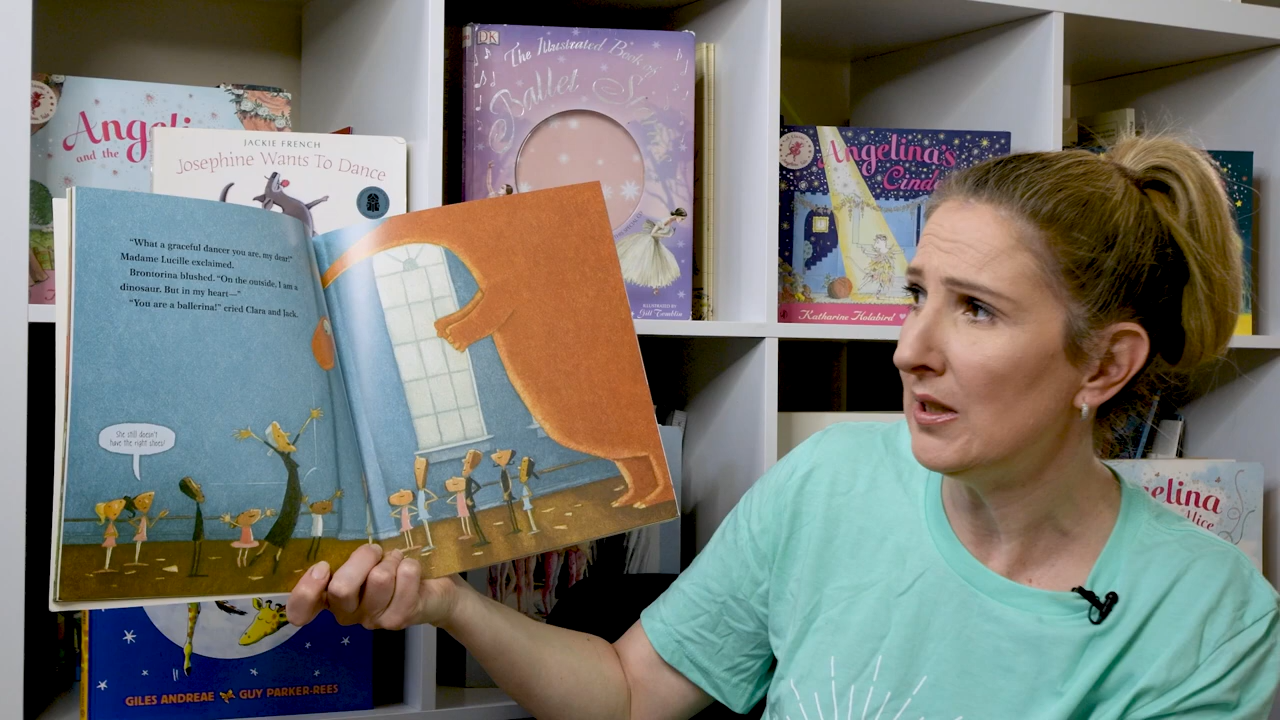 Angeli
and the
JACKIE FRENCH
Josephine Wants To Dance
DK
The Illustrated Book of
Ballet
ILLUSTRATED BY
Gill Tomblin
Angelina's
Katharine Holabird
elina
Alice
"What a graceful dancer you are, my dear!"
Madame Lucille exclaimed.
Brontorina blushed. "On the outside, I am a
dinosaur. But in my heart—"
"You are a ballerina!" cried Clara and Jack.
She still doesn't
have the right shoes!
GILES ANDREAE GUY PARKER-REES